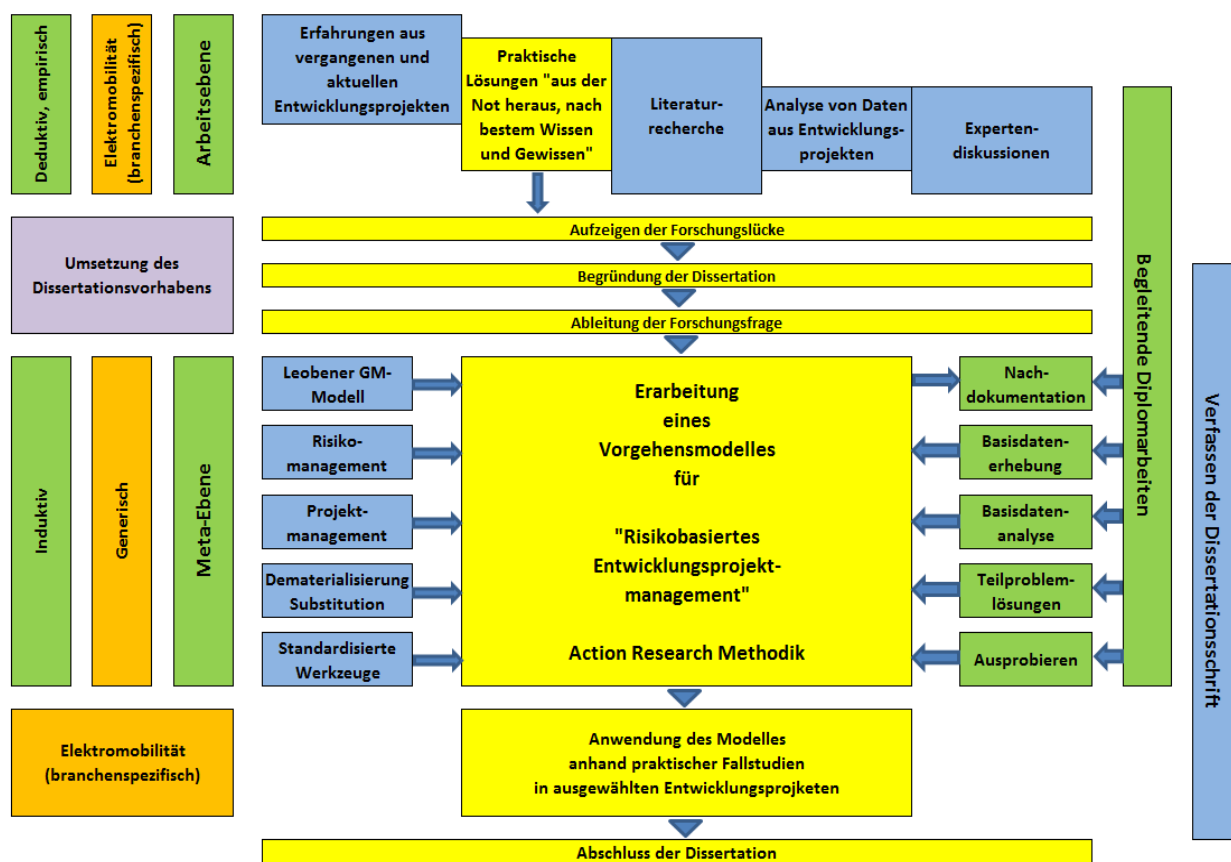 Deduktiv, empirisch
Elektromobilität
(branchenspezifisch)
Arbeitsebene
Erfahrungen aus
vergangenen und
aktuellen
Entwicklungsprojekten
Praktische
Lösungen "aus der
Not heraus, nach
bestem Wissen
und Gewissen"
Literatur-
recherche
Analyse von Daten
aus Entwicklungs-
projekten
Experten-
diskussionen
Umsetzung des
Dissertationsvorhabens
Aufzeigen der Forschungslücke
Begründung der Dissertation
Ableitung der Forschungsfrage
Induktiv
Generisch
Meta-Ebene
Leobener GM-
Modell
Risiko-
management
Projekt-
management
Dematerialisierung
Substitution
Standardisierte
Werkzeuge
Erarbeitung
eines
Vorgehensmodelles
für
"Risikobasiertes
Entwicklungsprojekt-
management"
Action Research Methodik
Nach-
dokumentation
Basisdaten-
erhebung
Basisdaten-
analyse
Teilproblem-
lösungen
Ausprobieren
Begleitende Diplomarbeiten
Verfassen der Dissertationsschrift
Elektromobilität
(branchenspezifisch)
Anwendung des Modelles
anhand praktischer Fallstudien
in ausgewählten Entwicklungsprojketen
Abschluss der Dissertation